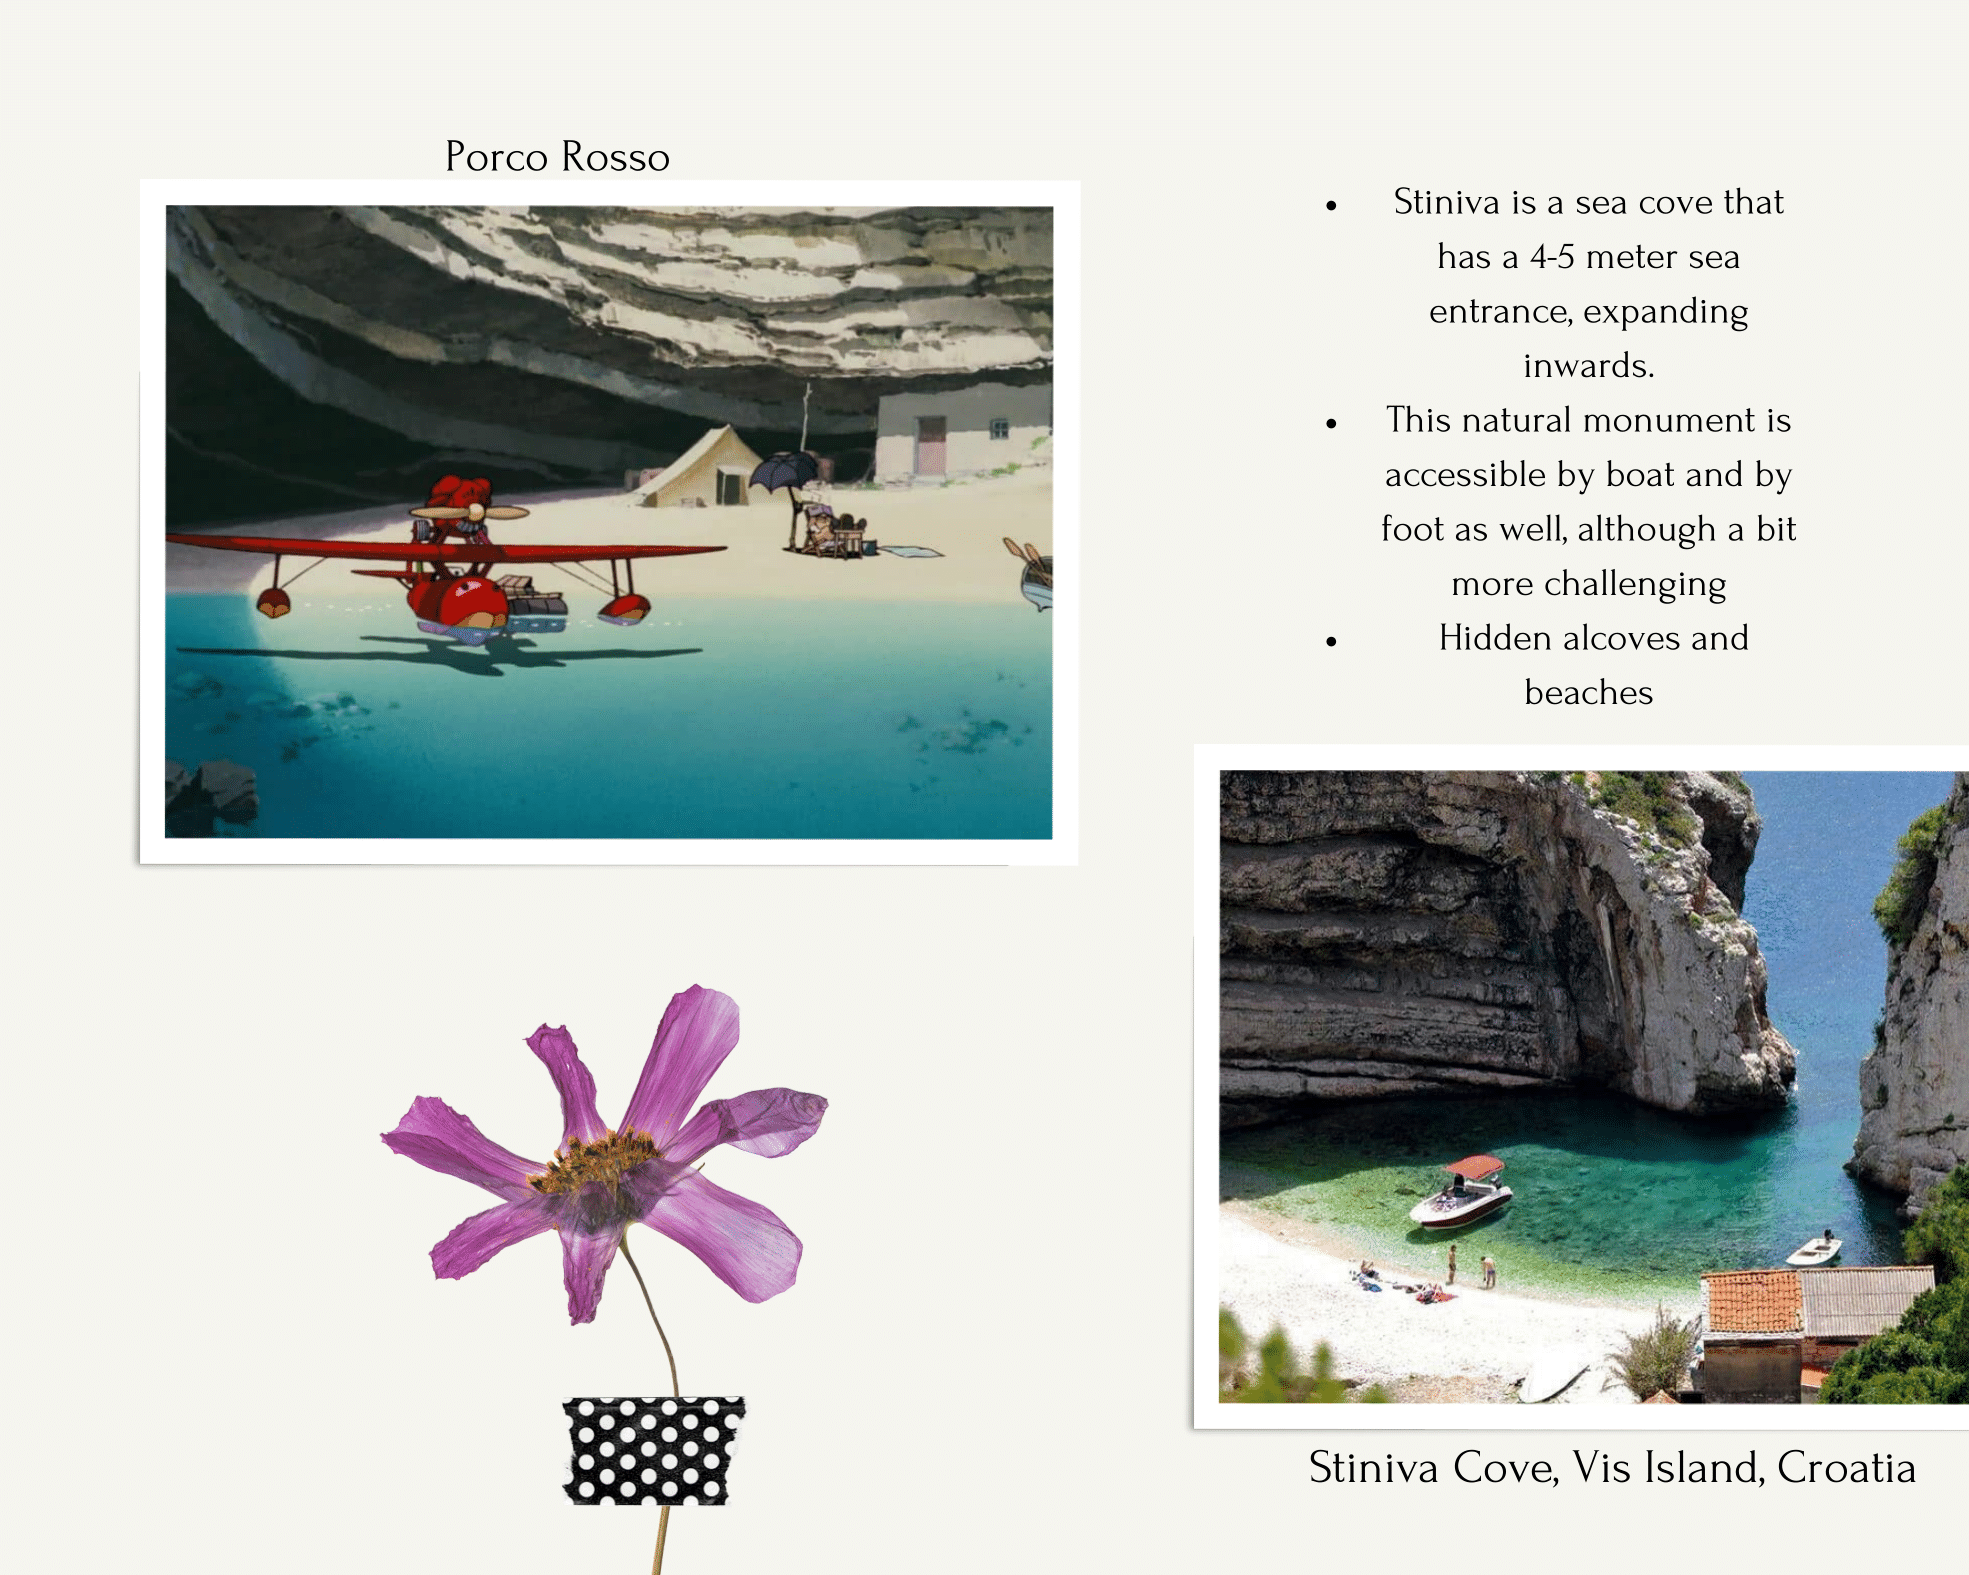 Porco Rosso
• Stiniva is a sea cove that
has a 4-5 meter sea
entrance, expanding
inwards.
• This natural monument is
accessible by boat and by
foot as well, although a bit
more challenging
• Hidden alcoves and
beaches
Stiniva Cove, Vis Island, Croatia